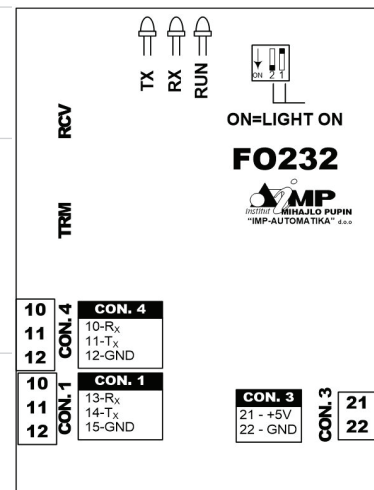 TX
RX
RUN
ON
2 1
RCV
ON=LIGHT ON
FO232
TRM
iMP
Institut MIHAJLO PUPIN
"IMP-AUTOMATIKA" d.o.o
10
11
12
CON. 4
CON. 4
10-RX
11-TX
12-GND
10
11
12
CON. 1
CON. 1
13-RX
14-TX
15-GND
CON. 3
21 - +5V
22 - GND
CON. 3
21
22